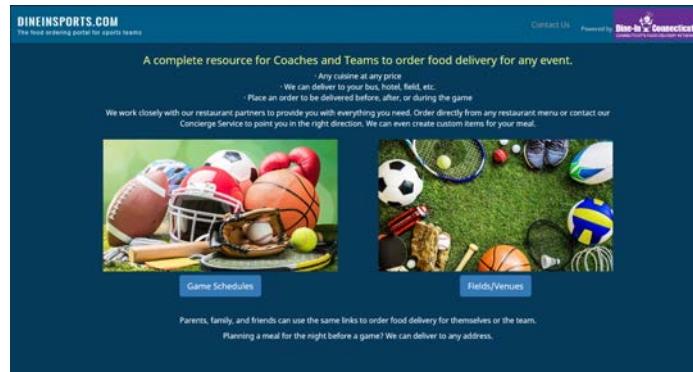 DINEINSPORTS.COM
The food ordering portal for sports teams
Contact Us
Powered by
Dine-In Connecticut
A complete resource for Coaches and Teams to order food delivery for any event.
· Any cuisine at any price
· We can deliver to your bus, hotel, field, etc.
· Place an order to be delivered before, after, or during the game
We work closely with our restaurant partners to provide you with everything you need. Order directly from any restaurant menu or contact our
Concierge Service to point you in the right direction. We can even create custom items for your meal.
Game Schedules
Fields/Venues
Parents, family, and friends can use the same links to order food delivery for themselves or the team.
Planning a meal for the night before a game? We can deliver to any address.